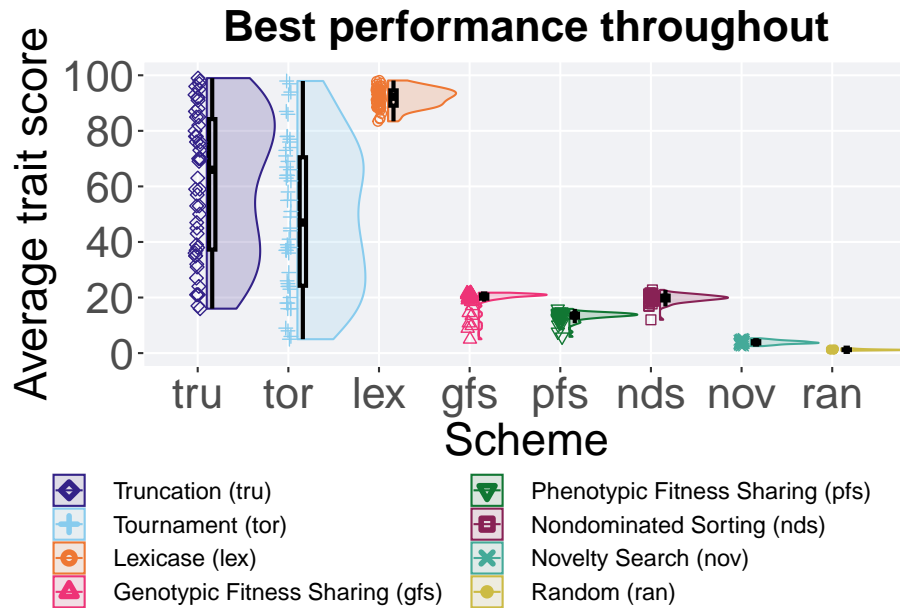 Best performance throughout
Average trait score
100
80
60
40
20
0
tru tor lex gfs pfs nds nov ran
Scheme
Truncation (tru)
Tournament (tor)
Lexicase (lex)
Genotypic Fitness Sharing (gfs)
Phenotypic Fitness Sharing (pfs)
Nondominated Sorting (nds)
Novelty Search (nov)
Random (ran)